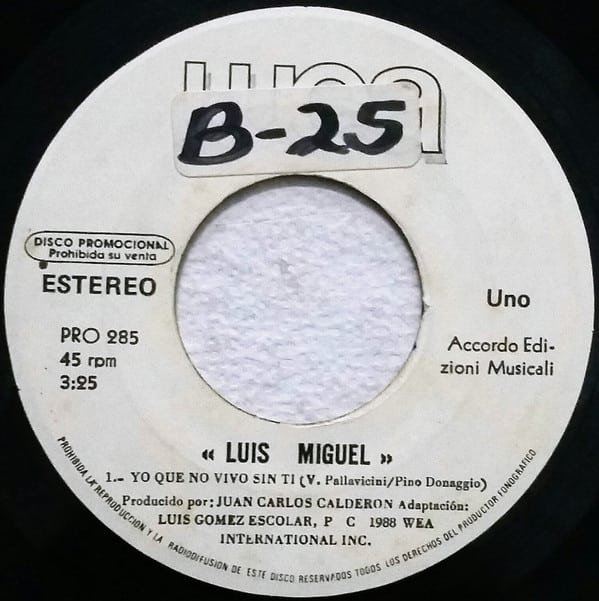 wea
B-25
DISCO PROMOCIONAL
Prohibida su venta
ESTEREO
Uno
PRO 285
45 rpm
3:25
Accordo Edi-
zioni Musicali
« LUIS MIGUEL »
1.- YO QUE NO VIVO SIN TI (V. Pallavicini/Pino Donaggio)
Producido por: JUAN CARLOS CALDERON Adaptación:
LUIS GOMEZ ESCOLAR, P C 1988 WEA
INTERNATIONAL INC.
PROHIBIDA LA REPRODUCCION Y LA RADIODIFUSION DE ESTE DISCO RESERVADOS TODOS LOS DERECHOS DEL PRODUCTOR FONOGRAFICO